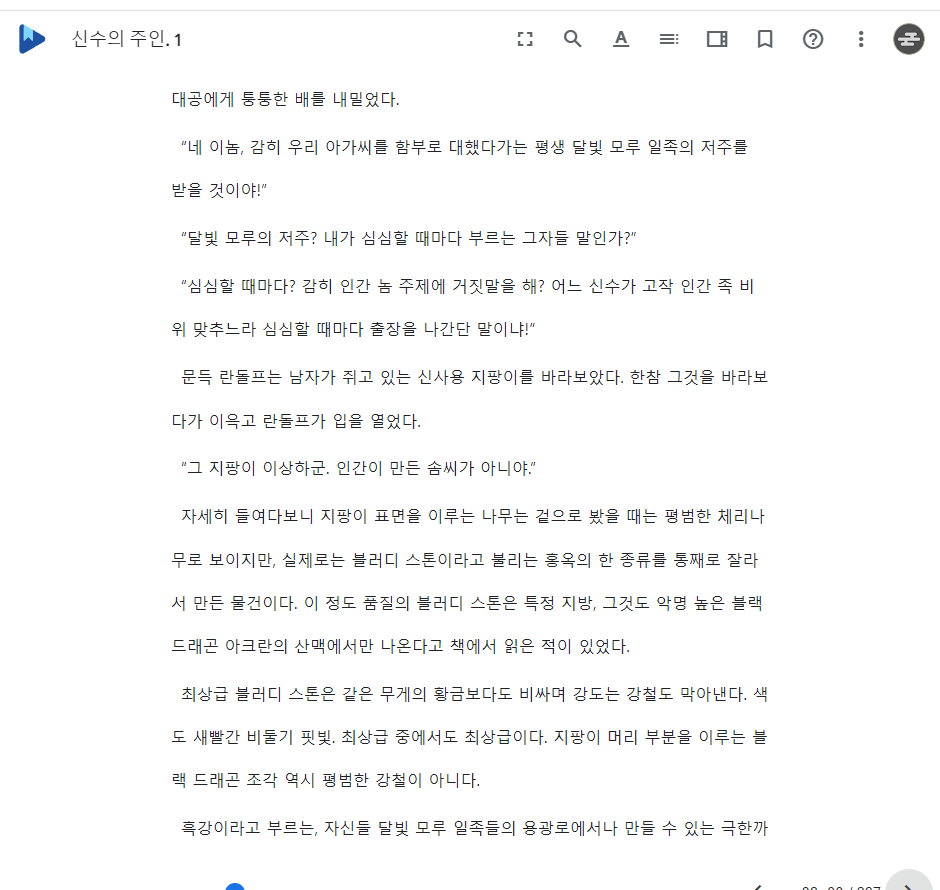 신수의 주인. 1
대공에게 퉁퉁한 배를 내밀었다.
“네 이놈, 감히 우리 아가씨를 함부로 대했다가는 평생 달빛 모루 일족의 저주를
받을 것이야!”
“달빛 모루의 저주? 내가 심심할 때마다 부르는 그자들 말인가?”
“심심할 때마다? 감히 인간 놈 주제에 거짓말을 해? 어느 신수가 고작 인간 족 비
위 맞추느라 심심할 때마다 출장을 나간단 말이냐!”
문득 란돌프는 남자가 쥐고 있는 신사용 지팡이를 바라보았다. 한참 그것을 바라보
다가 이윽고 란돌프가 입을 열었다.
“그 지팡이 이상하군. 인간이 만든 솜씨가 아니야.”
자세히 들여다보니 지팡이 표면을 이루는 나무는 겉으로 봤을 때는 평범한 체리나
무로 보이지만, 실제로는 블러디 스톤이라고 불리는 홍옥의 한 종류를 통째로 잘라
서 만든 물건이다. 이 정도 품질의 블러디 스톤은 특정 지방, 그것도 악명 높은 블랙
드래곤 아크란의 산맥에서만 나온다고 책에서 읽은 적이 있었다.
최상급 블러디 스톤은 같은 무게의 황금보다도 비싸며 강도는 강철도 막아낸다. 색
도 새빨간 비둘기 핏빛. 최상급 중에서도 최상급이다. 지팡이 머리 부분을 이루는 블
랙 드래곤 조각 역시 평범한 강철이 아니다.
흑강이라고 부르는, 자신들 달빛 모루 일족들의 용광로에서나 만들 수 있는 극한까